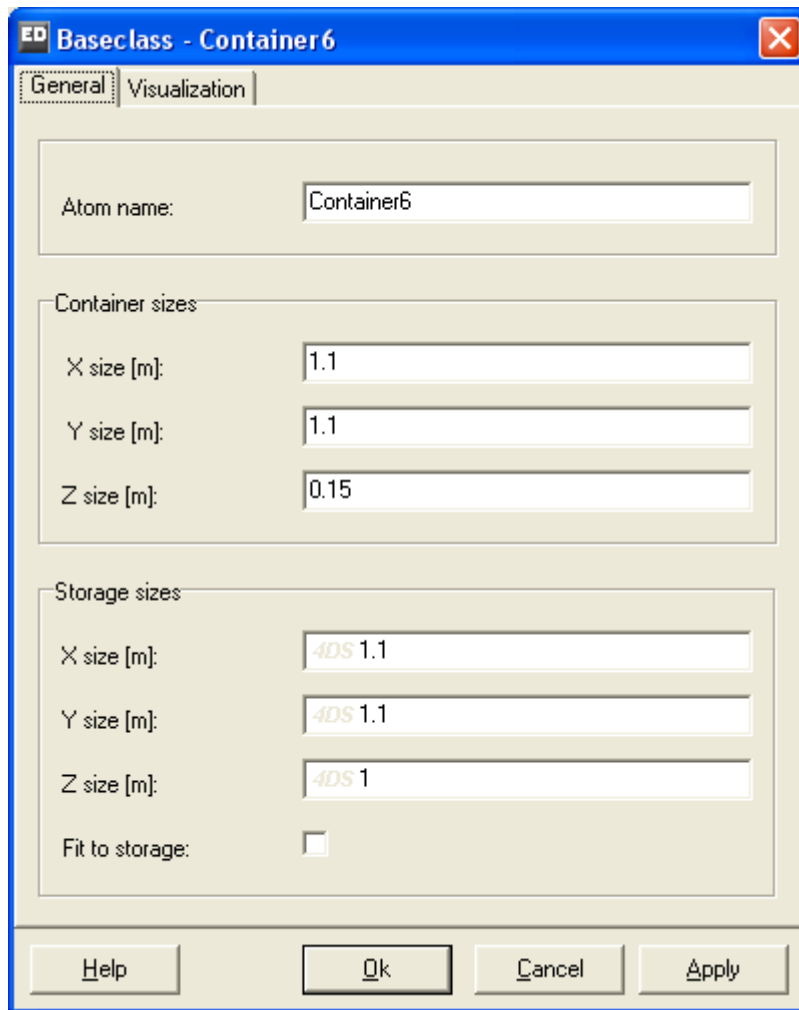 ED Baseclass - Container6
General Visualization
Atom name: Container6
Container sizes
X size [m]: 1.1
Y size [m]: 1.1
Z size [m]: 0.15
Storage sizes
X size [m]: 4DS 1.1
Y size [m]: 4DS 1.1
Z size [m]: 4DS 1
Fit to storage:
Help Ok Cancel Apply